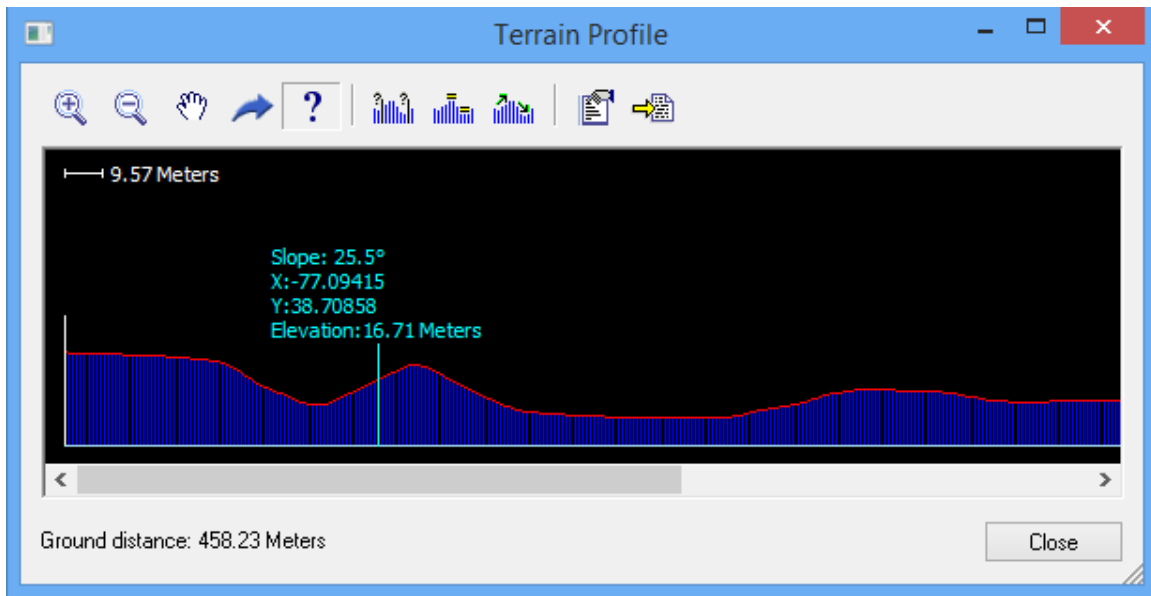 Terrain Profile
?
9.57 Meters
Slope: 25.5°
X:-77.09415
Y:38.70858
Elevation:16.71 Meters
Ground distance: 458.23 Meters
Close